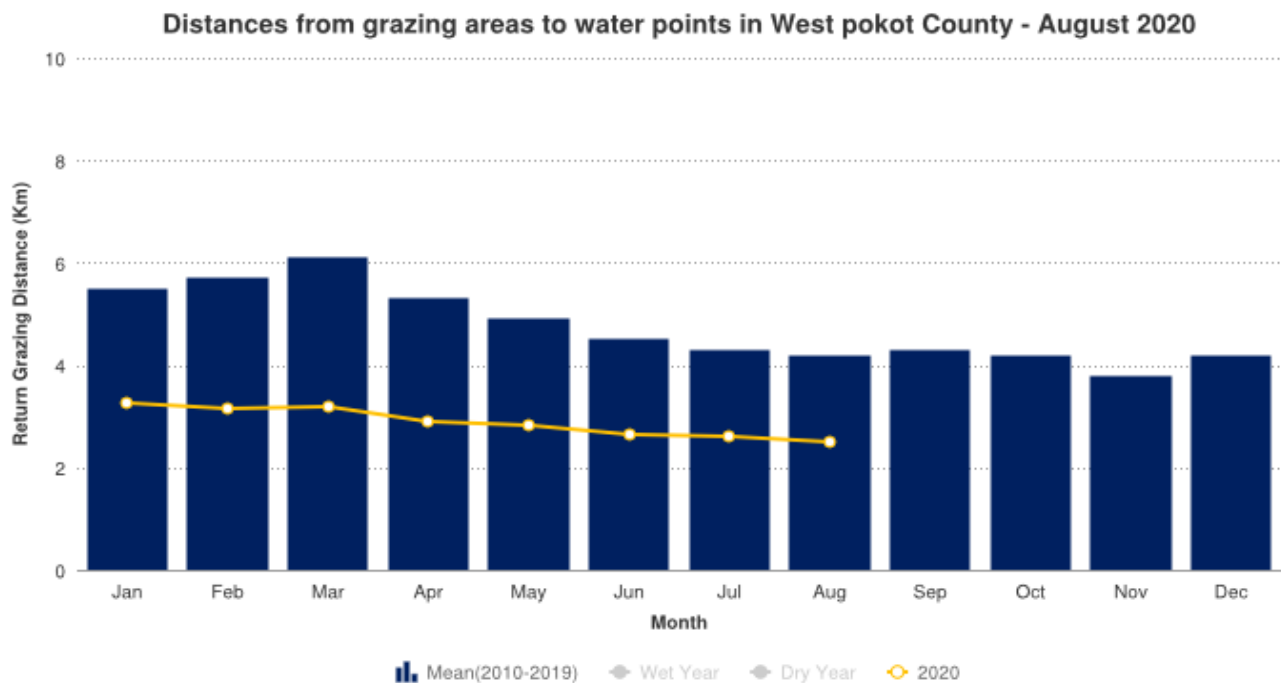 Distances from grazing areas to water points in West pokot County - August 2020
10
8
6
4
2
0
Return Grazing Distance (Km)
Jan Feb Mar Apr May Jun Jul Aug Sep Oct Nov Dec
Month
Mean(2010-2019) Wet Year Dry Year 2020